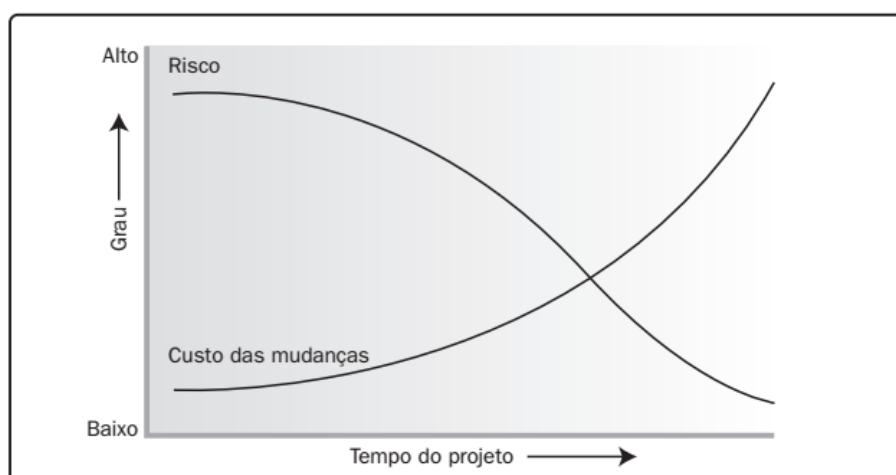 Alto
Risco
Grau
Custo das mudanças
Baixo
Tempo do projeto